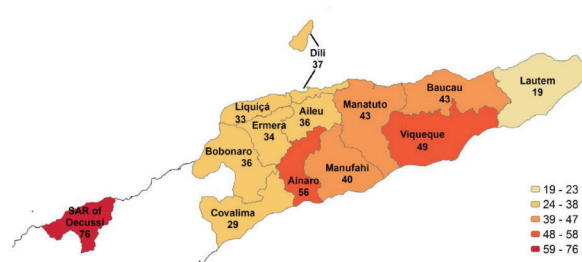 Dili
37
Lautem
19
Baucau
43
Liquiçá
33
Aileu
36
Manatuto
43
Ermera
34
Viqueque
49
Bobonaro
36
Manufahi
40
Ainaro
56
SAR of
Oecussi
76
Covalima
29
19 - 23
24 - 38
39 - 47
48 - 58
59 - 76